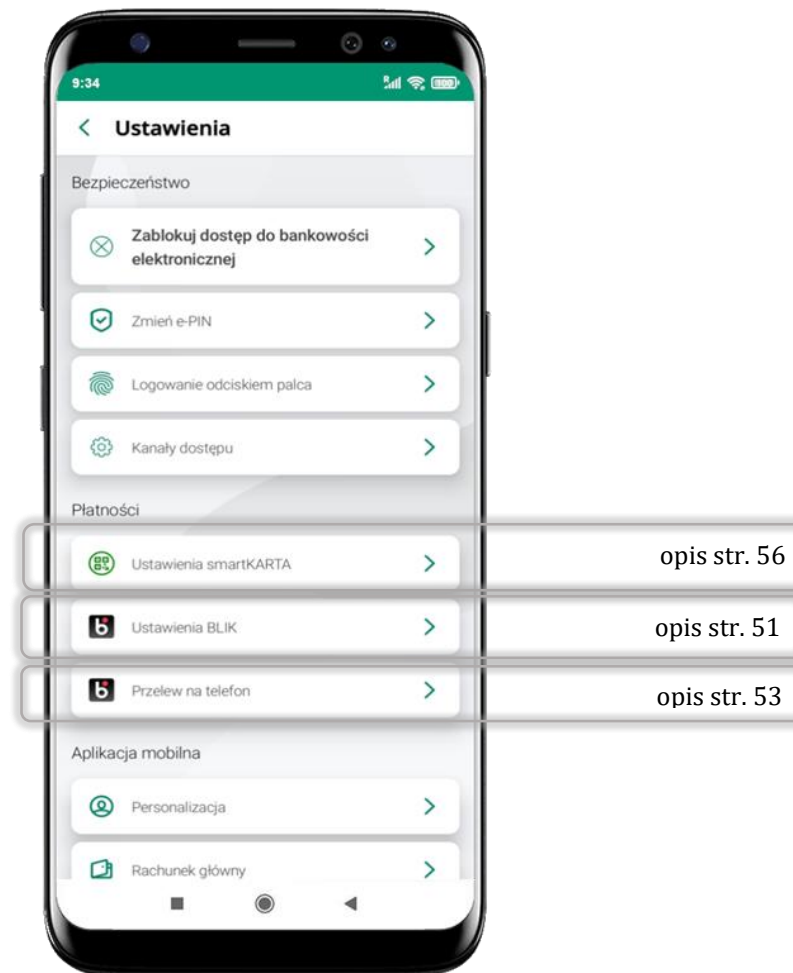 9:34
R
100
Ustawienia
Bezpieczeństwo
Zablokuj dostęp do bankowości
elektronicznej
Zmień e-PIN
Logowanie odciskiem palca
Kanały dostępu
Płatności
Ustawienia smartKARTA
opis str. 56
Ustawienia BLIK
opis str. 51
Przelew na telefon
opis str. 53
Aplikacja mobilna
Personalizacja
Rachunek główny